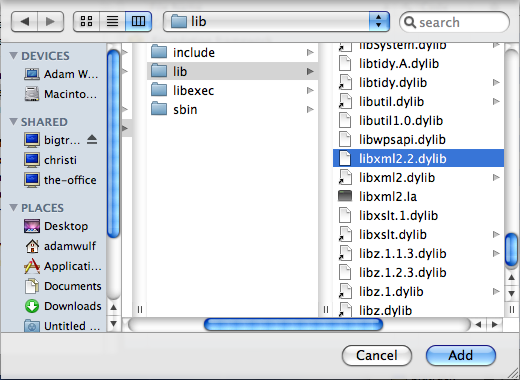 lib
search
DEVICES
Adam W...
Macinto...
SHARED
bigtr...
christi
the-office
PLACES
Desktop
adamwulf
Applicati...
Documents
Downloads
Untitled ...
include
lib
libexec
sbin
libSystem.dylib
libtidy.A.dylib
libtidy.dylib
libutil.dylib
libutil1.0.dylib
libwpsapi.dylib
libxml2.2.dylib
libxml2.dylib
libxml2.la
libxslt.1.dylib
libxslt.dylib
libz.1.1.3.dylib
libz.1.2.3.dylib
libz.1.dylib
libz.dylib
Cancel
Add